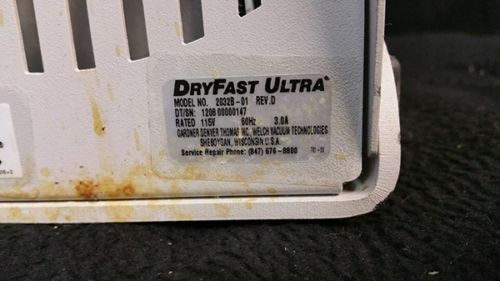 DRYFAST ULTRA
MODEL NO. 2032B-01 REV.D
DT/SN: 1208 00000147
RATED 115V 60Hz 3.0A
GARDNER DENVER THOMAS INC. WELCH VACUUM TECHNOLOGIES
SHEBOYGAN, WISCONSIN U.S.A.
Service Repair Phone: (847) 676-8800